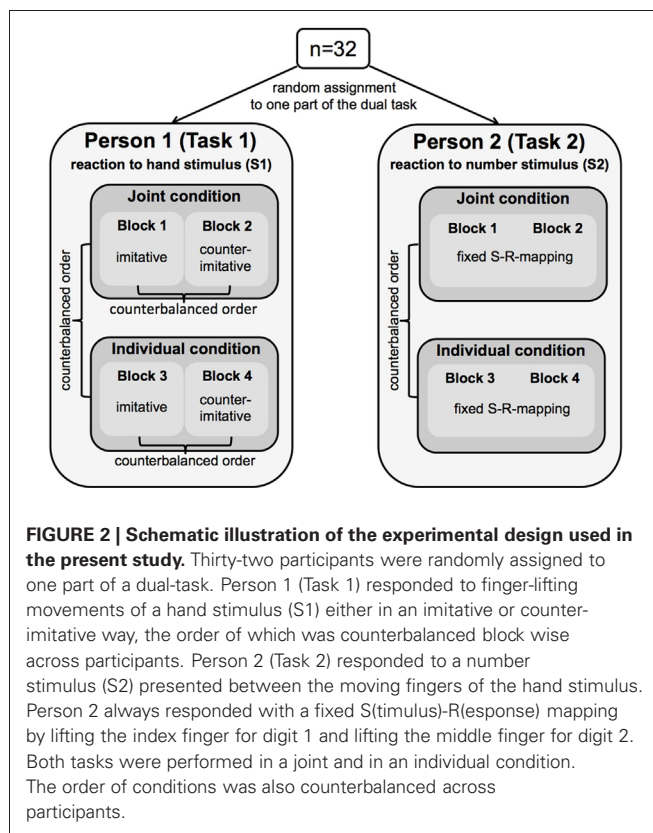 n=32
random assignment
to one part of the dual task
Person 1 (Task 1)
reaction to hand stimulus (S1)
counterbalanced order
Joint condition
Block 1
imitative
Block 2
counter-
imitative
counterbalanced order
Individual condition
Block 3
imitative
Block 4
counter-
imitative
counterbalanced order
Person 2 (Task 2)
reaction to number stimulus (S2)
counterbalanced order
Joint condition
Block 1 Block 2
fixed S-R-mapping
Individual condition
Block 3 Block 4
fixed S-R-mapping
FIGURE 2 | Schematic illustration of the experimental design used in
the present study. Thirty-two participants were randomly assigned to
one part of a dual-task. Person 1 (Task 1) responded to finger-lifting
movements of a hand stimulus (S1) either in an imitative or counter-
imitative way, the order of which was counterbalanced block wise
across participants. Person 2 (Task 2) responded to a number
stimulus (S2) presented between the moving fingers of the hand stimulus.
Person 2 always responded with a fixed S(timulus)-R(esponse) mapping
by lifting the index finger for digit 1 and lifting the middle finger for digit 2.
Both tasks were performed in a joint and in an individual condition.
The order of conditions was also counterbalanced across
participants.